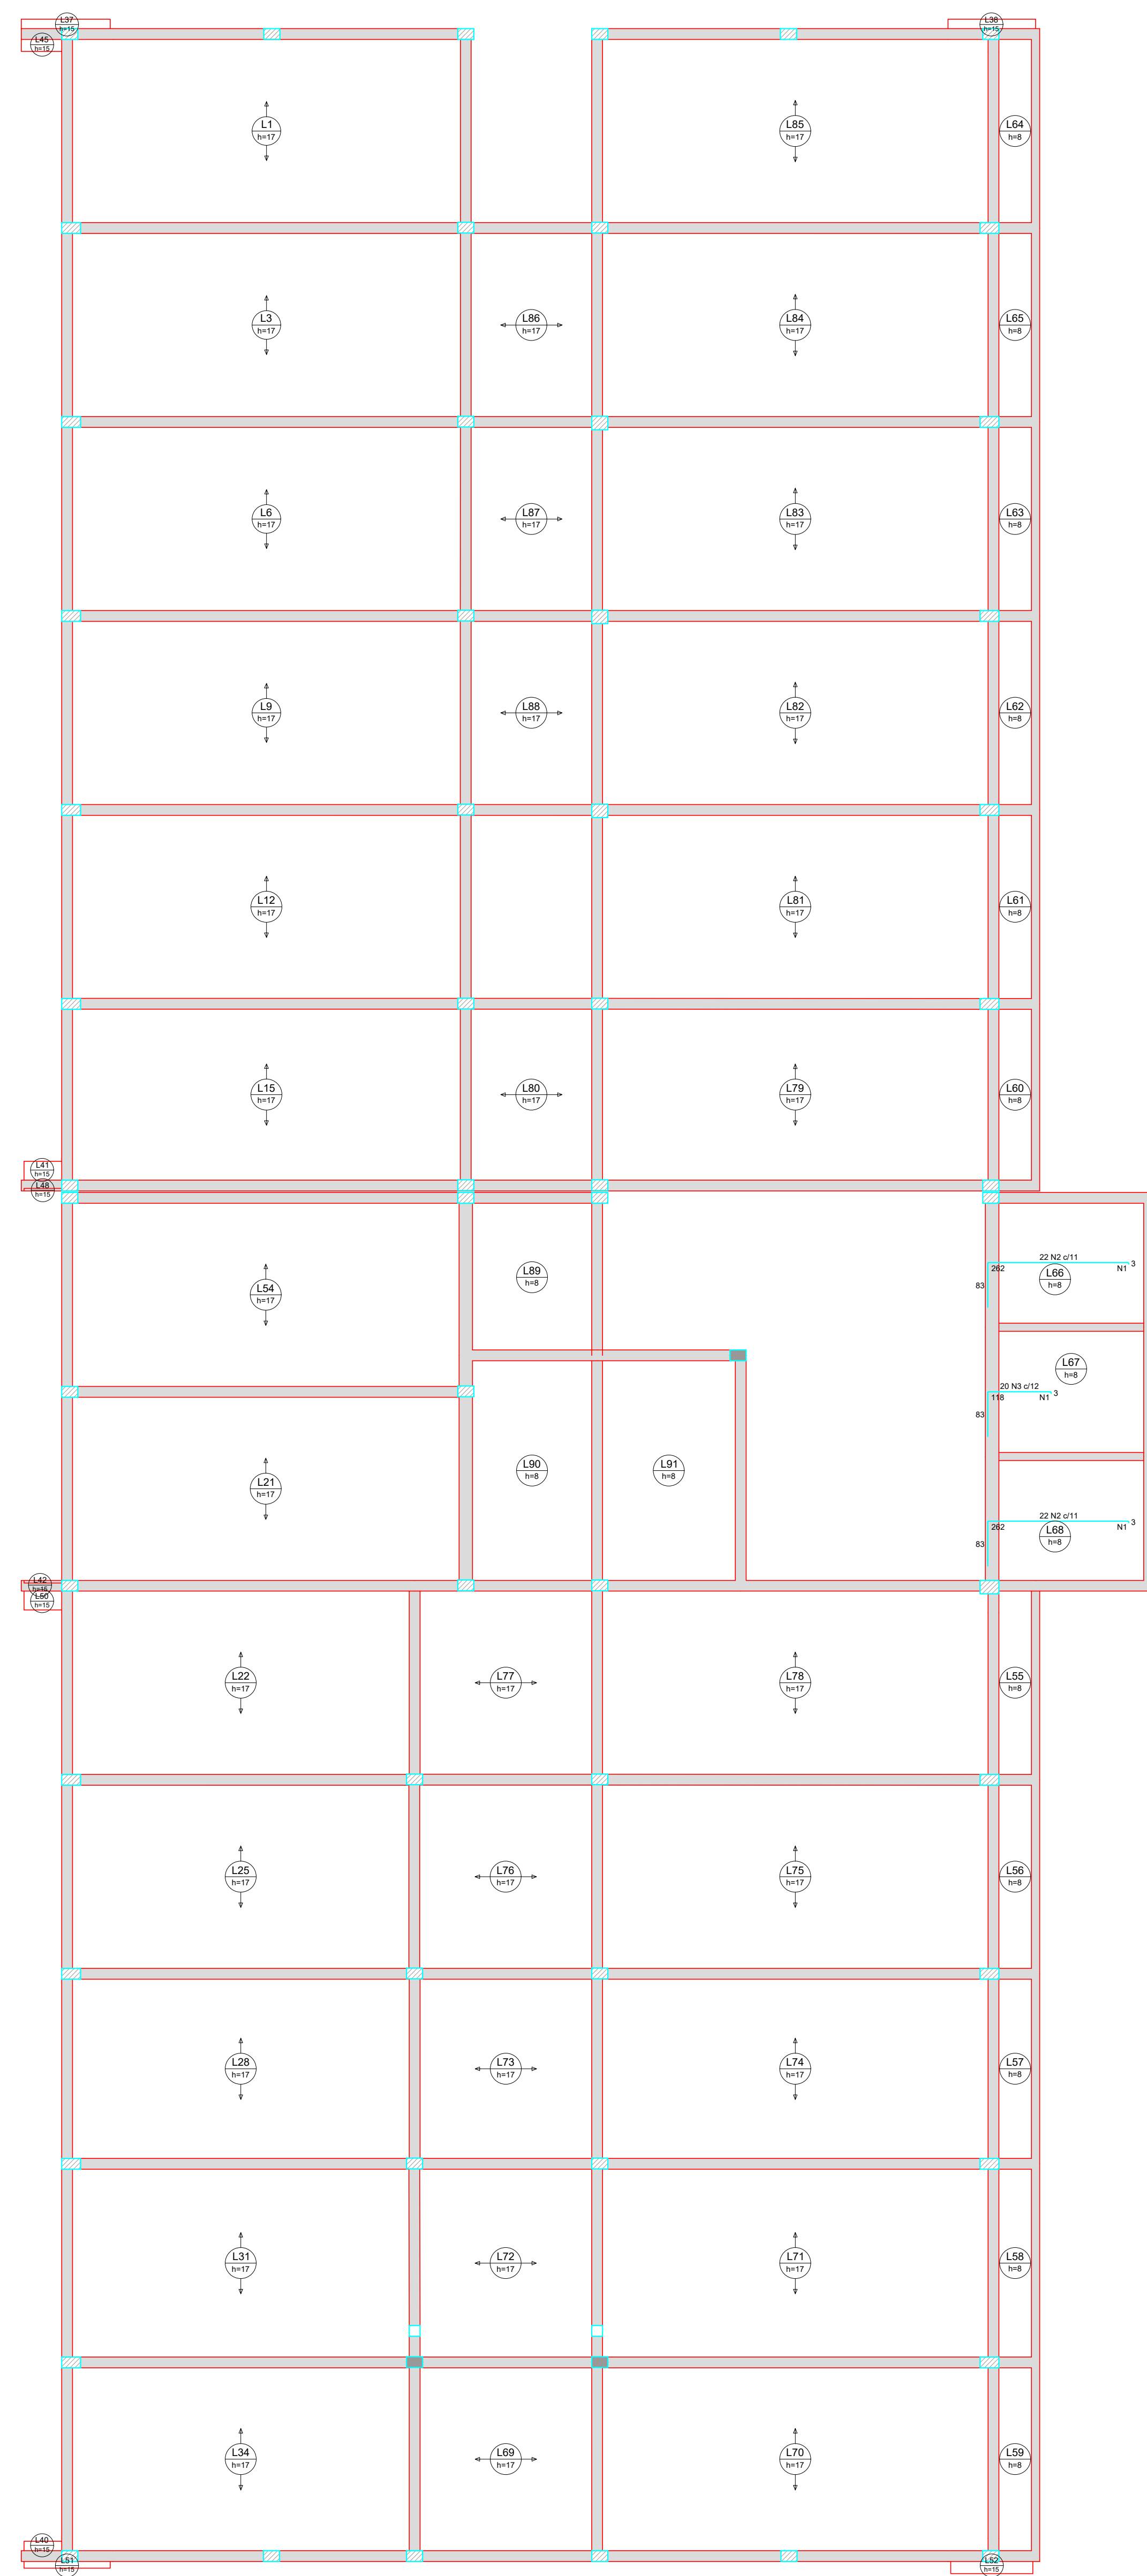 L37
h=15
L38
h=15
L45
h=15
L1
h=17
L85
h=17
L64
h=8
L3
h=17
L86
h=17
L84
h=17
L65
h=8
L6
h=17
L87
h=17
L83
h=17
L63
h=8
L9
h=17
L88
h=17
L82
h=17
L62
h=8
L12
h=17
L81
h=17
L61
h=8
L15
h=17
L80
h=17
L79
h=17
L60
h=8
L41
h=15
L48
h=15
L54
h=17
L89
h=8
22 N2 c/11
3
262
N1
83
L66
h=8
L67
h=8
20 N3 c/12
3
118
N1
83
L21
h=17
L90
h=8
L91
h=8
22 N2 c/11
3
262
N1
83
L68
h=8
L42
h=15
L50
h=15
L22
h=17
L77
h=17
L78
h=17
L55
h=8
L25
h=17
L76
h=17
L75
h=17
L56
h=8
L28
h=17
L73
h=17
L74
h=17
L57
h=8
L31
h=17
L72
h=17
L71
h=17
L58
h=8
L34
h=17
L69
h=17
L70
h=17
L59
h=8
L40
h=15
L51
h=15
L52
h=15